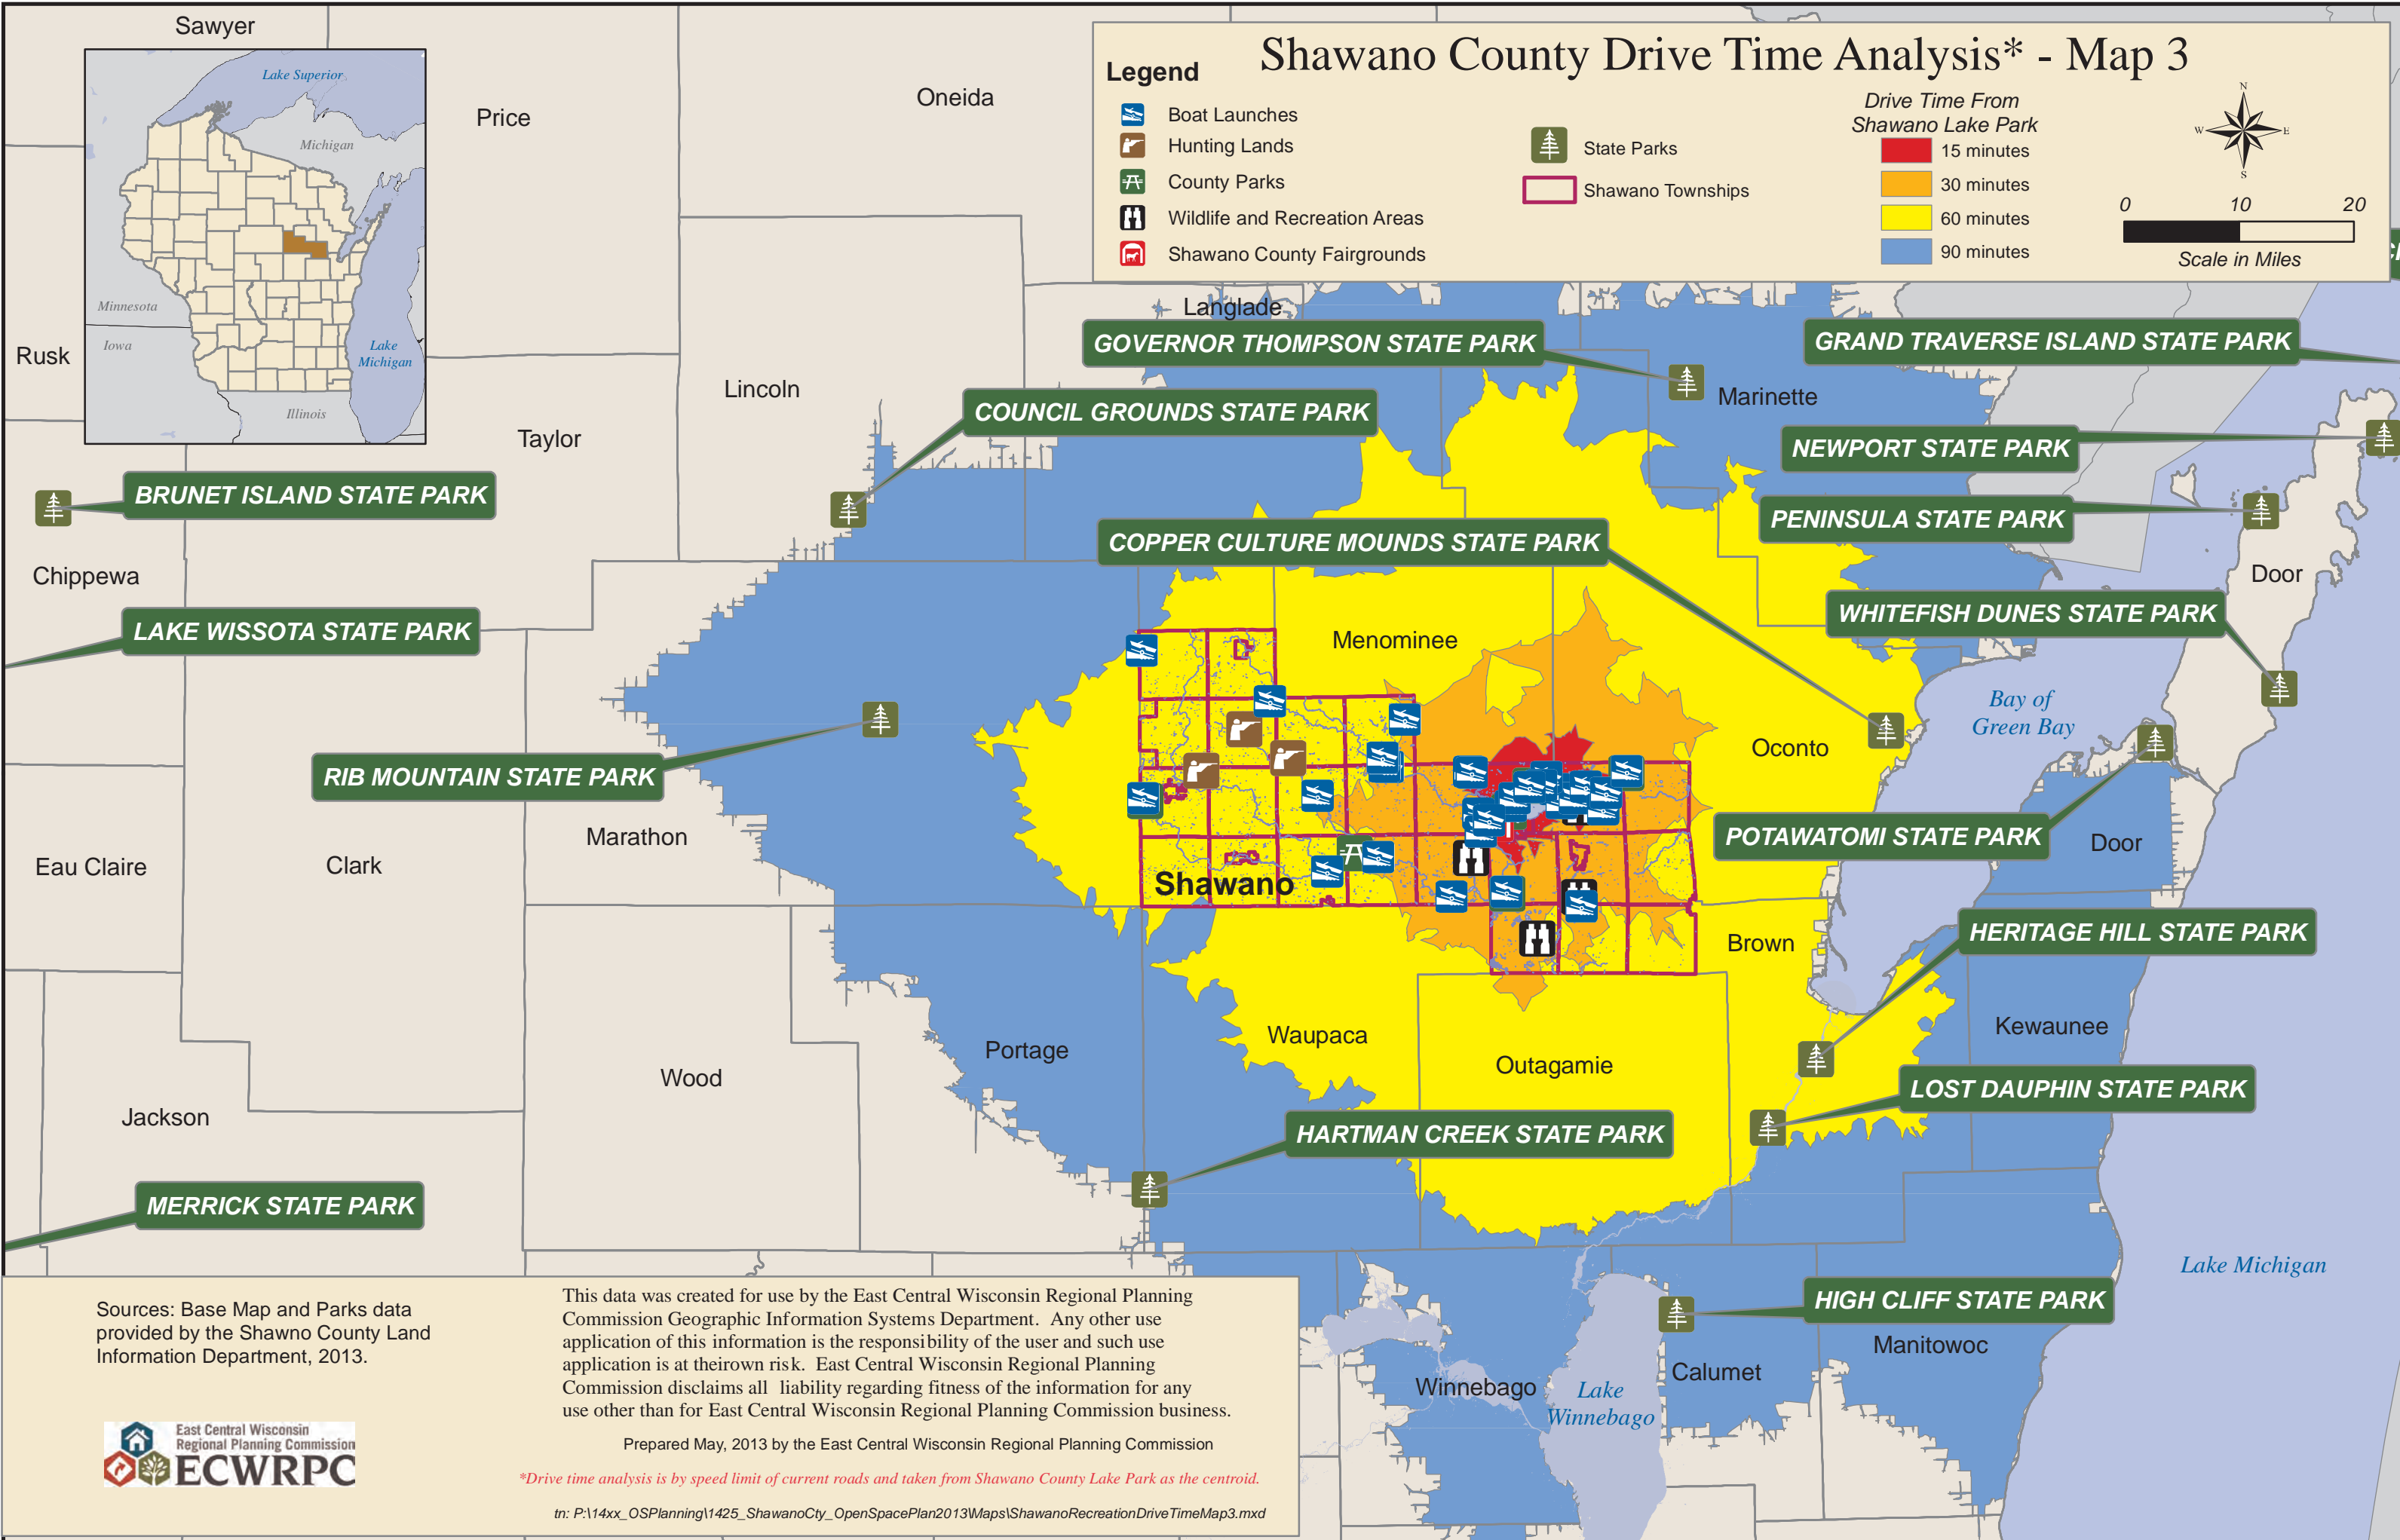 Shawano County Drive Time Analysis* - Map 3
Legend
Boat Launches
Hunting Lands
County Parks
Wildlife and Recreation Areas
Shawano County Fairgrounds
State Parks
Shawano Townships
Drive Time From
Shawano Lake Park
15 minutes
30 minutes
60 minutes
90 minutes
N
W
E
S
0
10
20
Scale in Miles
Sawyer
Lake Superior
Michigan
Minnesota
Iowa
Lake
Michigan
Illinois
Price
Oneida
Rusk
Langlade
Lincoln
Taylor
Marinette
GOVERNOR THOMPSON STATE PARK
GRAND TRAVERSE ISLAND STATE PARK
COUNCIL GROUNDS STATE PARK
NEWPORT STATE PARK
BRUNET ISLAND STATE PARK
PENINSULA STATE PARK
COPPER CULTURE MOUNDS STATE PARK
Chippewa
Door
LAKE WISSOTA STATE PARK
WHITEFISH DUNES STATE PARK
Menominee
Bay of
Green Bay
Oconto
RIB MOUNTAIN STATE PARK
POTAWATOMI STATE PARK
Door
Marathon
Eau Claire
Clark
Shawano
HERITAGE HILL STATE PARK
Brown
Kewaunee
Waupaca
Portage
Outagamie
Wood
LOST DAUPHIN STATE PARK
Jackson
HARTMAN CREEK STATE PARK
MERRICK STATE PARK
Lake Michigan
HIGH CLIFF STATE PARK
Manitowoc
Calumet
Winnebago
Lake
Winnebago
Sources: Base Map and Parks data
provided by the Shawno County Land
Information Department, 2013.
East Central Wisconsin
Regional Planning Commission
ECWRPC
This data was created for use by the East Central Wisconsin Regional Planning
Commission Geographic Information Systems Department.  Any other use
application of this information is the responsibility of the user and such use
application is at theirown risk.  East Central Wisconsin Regional Planning
Commission disclaims all  liability regarding fitness of the information for any
use other than for East Central Wisconsin Regional Planning Commission business.
Prepared May, 2013 by the East Central Wisconsin Regional Planning Commission
*Drive time analysis is by speed limit of current roads and taken from Shawano County Lake Park as the centroid.
tn: P:\14xx_OSPlanning\1425_ShawanoCty_OpenSpacePlan2013\Maps\ShawanoRecreationDriveTimeMap3.mxd